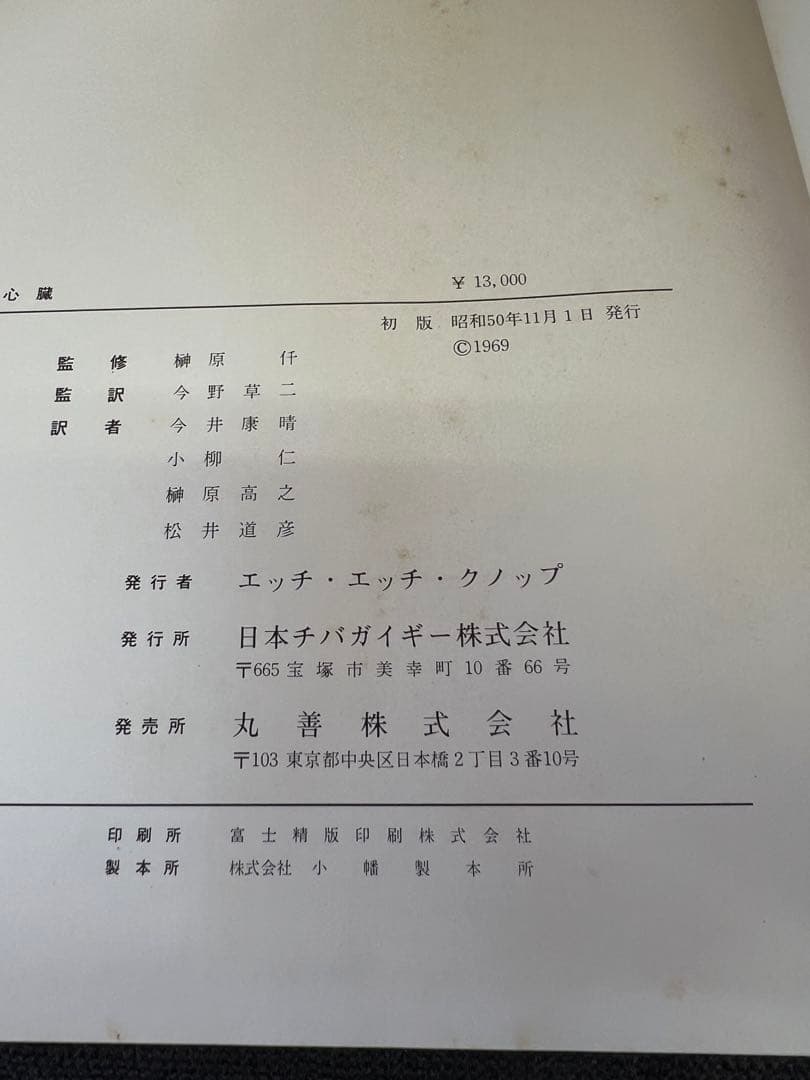 心臓
¥ 13,000
初版 昭和50年11月1日 発行
©1969
監修 榊原 仟
監訳 今野草二
訳者 今井康晴
小柳 仁
榊原高之
松井道彦
発行者 エッチ・エッチ・クノップ
発行所 日本チバガイギー株式会社
〒665 宝塚市美幸町10番66号
発売所 丸善株式会社
〒103 東京都中央区日本橋2丁目3番10号
印刷所 富士精版印刷株式会社
製本所 株式会社 小幡製本所